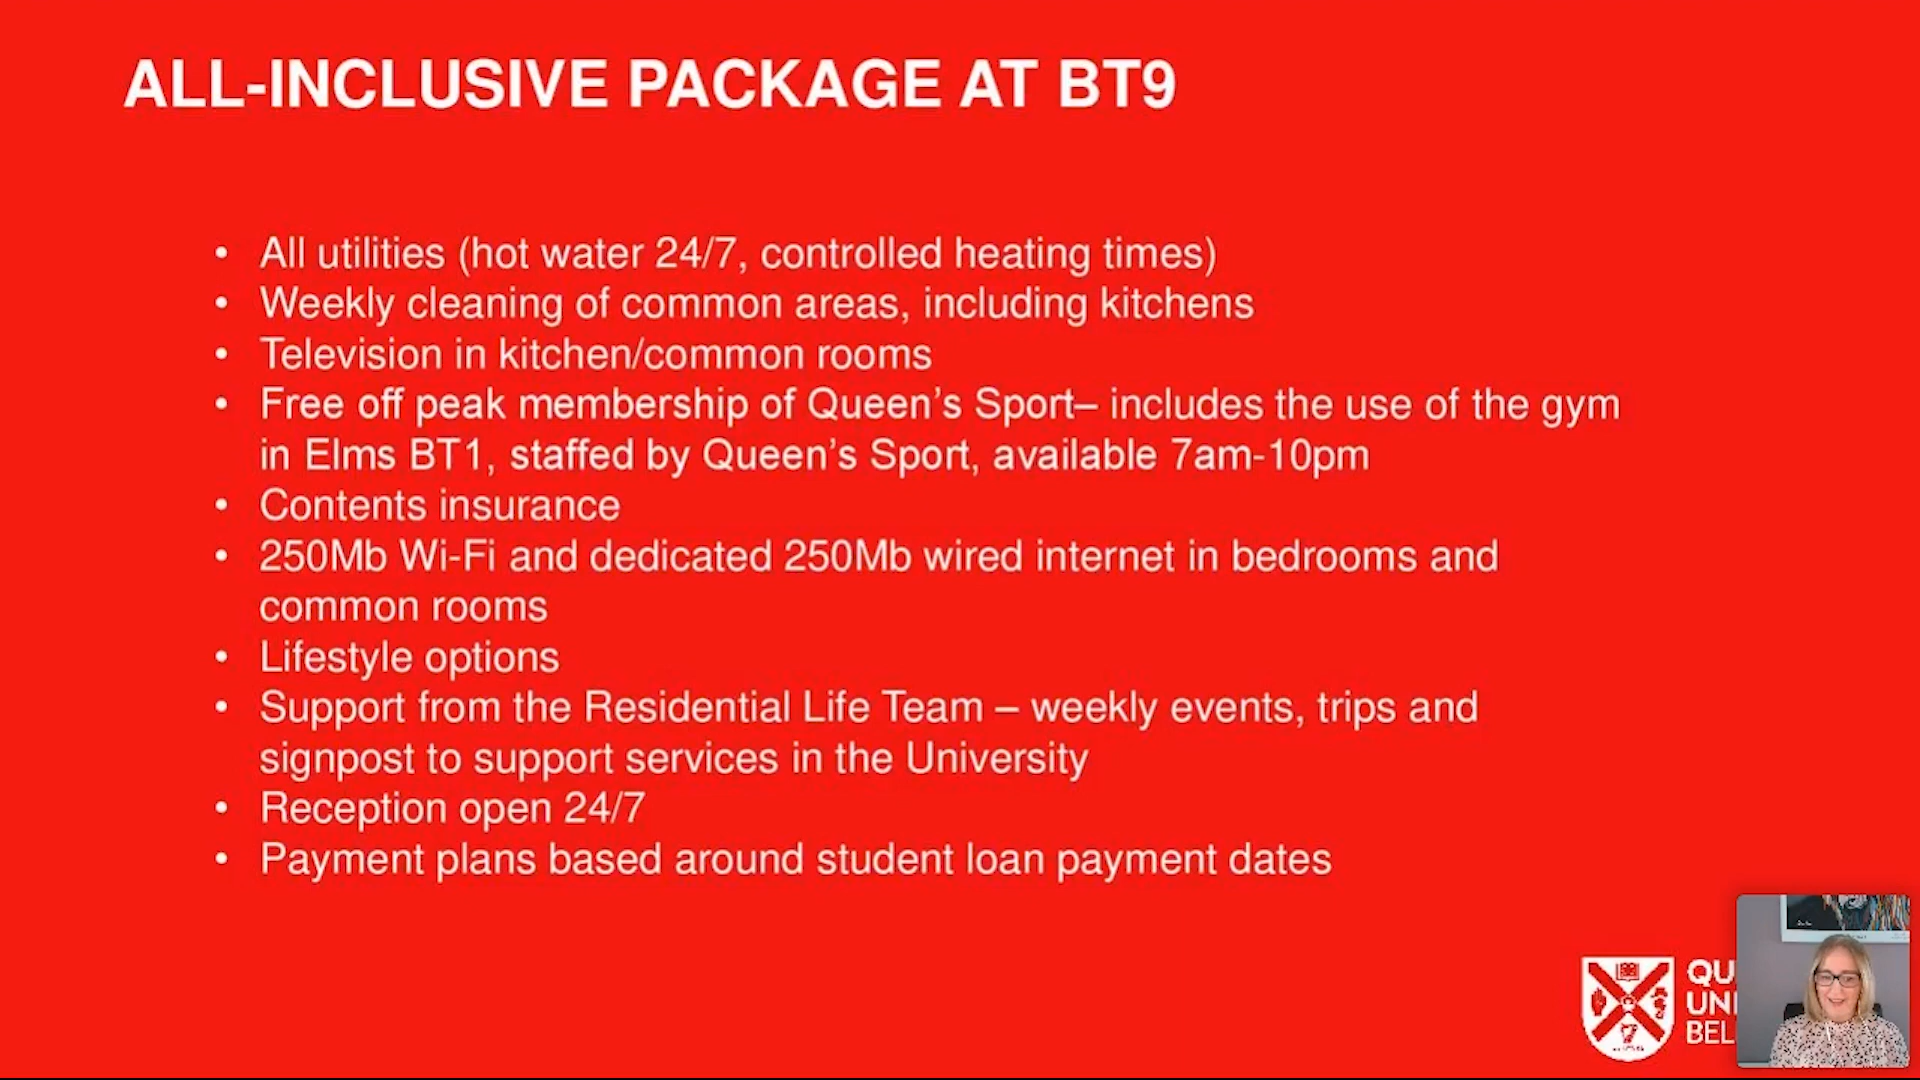 ALL-INCLUSIVE PACKAGE AT BT9
• All utilities (hot water 24/7, controlled heating times)
• Weekly cleaning of common areas, including kitchens
• Television in kitchen/common rooms
• Free off peak membership of Queen’s Sport– includes the use of the gym
in Elms BT1, staffed by Queen’s Sport, available 7am-10pm
• Contents insurance
• 250Mb Wi-Fi and dedicated 250Mb wired internet in bedrooms and
common rooms
• Lifestyle options
• Support from the Residential Life Team – weekly events, trips and
signpost to support services in the University
• Reception open 24/7
• Payment plans based around student loan payment dates
QU
UNI
BEL